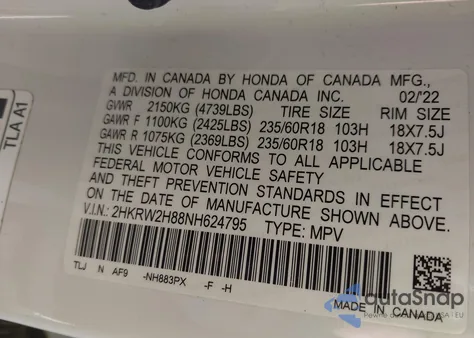 TLA A1
MFD. IN CANADA BY HONDA OF CANADA MFG.,
A DIVISION OF HONDA CANADA INC. 02/'22
GVWR 2150KG (4739LBS) TIRE SIZE RIM SIZE
GAWR F 1100KG (2425LBS) 235/60R18 103H 18X7.5J
GAWR R 1075KG (2369LBS) 235/60R18 103H 18X7.5J
THIS VEHICLE CONFORMS TO ALL APPLICABLE
FEDERAL MOTOR VEHICLE SAFETY
AND THEFT PREVENTION STANDARDS IN EFFECT
ON THE DATE OF MANUFACTURE SHOWN ABOVE.
V.I.N.: 2HKRW2H88NH624795 TYPE: MPV
TLJ N AF9 -NH883PX -F -H
MADE IN CANADA
autaSnap